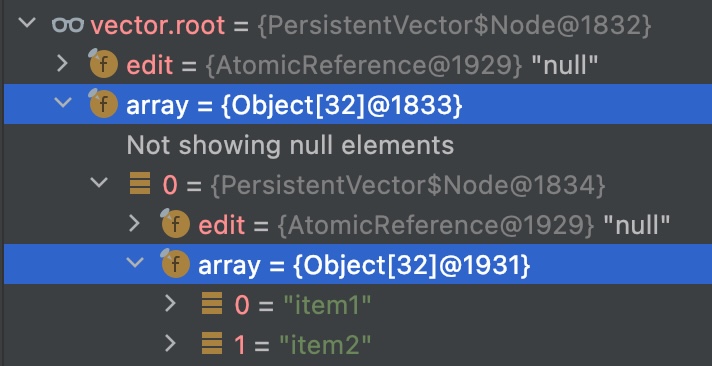 vector.root = {PersistentVector$Node@1832}
f edit = {AtomicReference@1929} "null"
f array = {Object[32]@1833}
Not showing null elements
0 = {PersistentVector$Node@1834}
f edit = {AtomicReference@1929} "null"
f array = {Object[32]@1931}
0 = "item1"
1 = "item2"